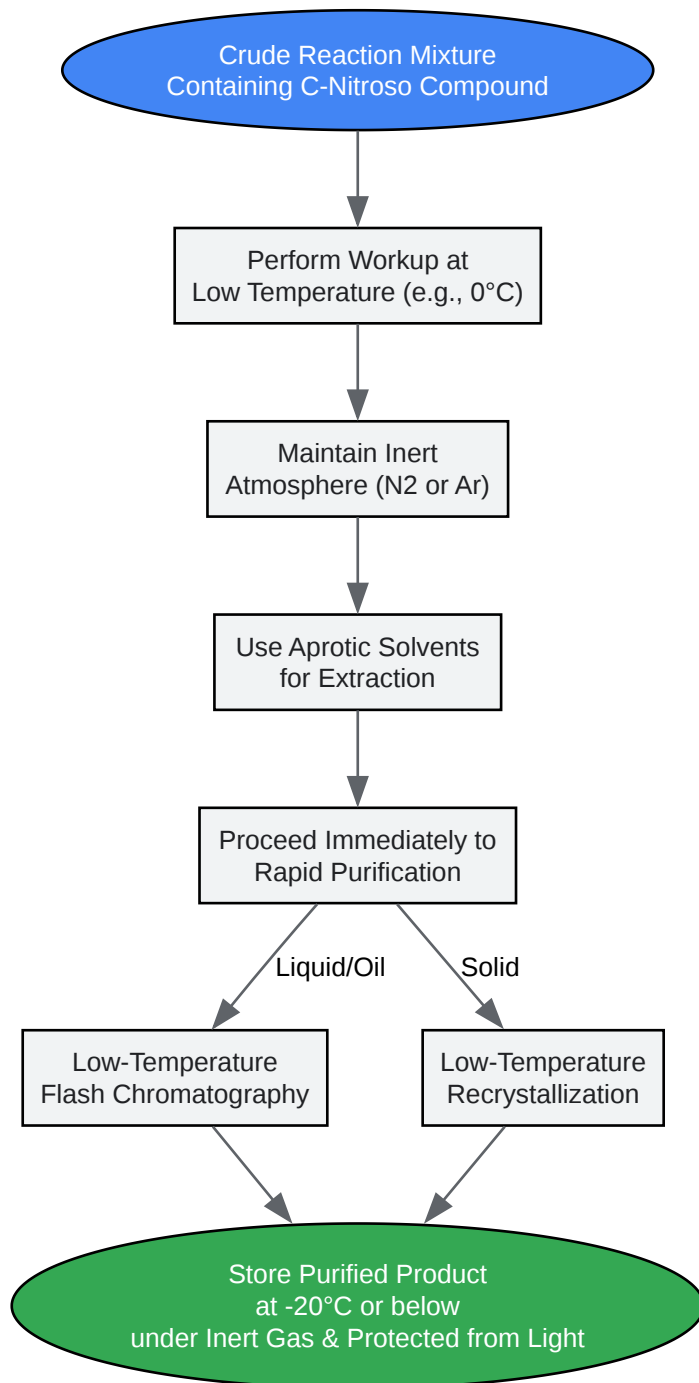 Crude Reaction Mixture
Containing C-Nitroso Compound
Perform Workup at
Low Temperature (e.g., 0°C)
Maintain Inert
Atmosphere (N2 or Ar)
Use Aprotic Solvents
for Extraction
Proceed Immediately to
Rapid Purification
Liquid/Oil
Solid
Low-Temperature
Flash Chromatography
Low-Temperature
Recrystallization
Store Purified Product
at -20°C or below
under Inert Gas & Protected from Light